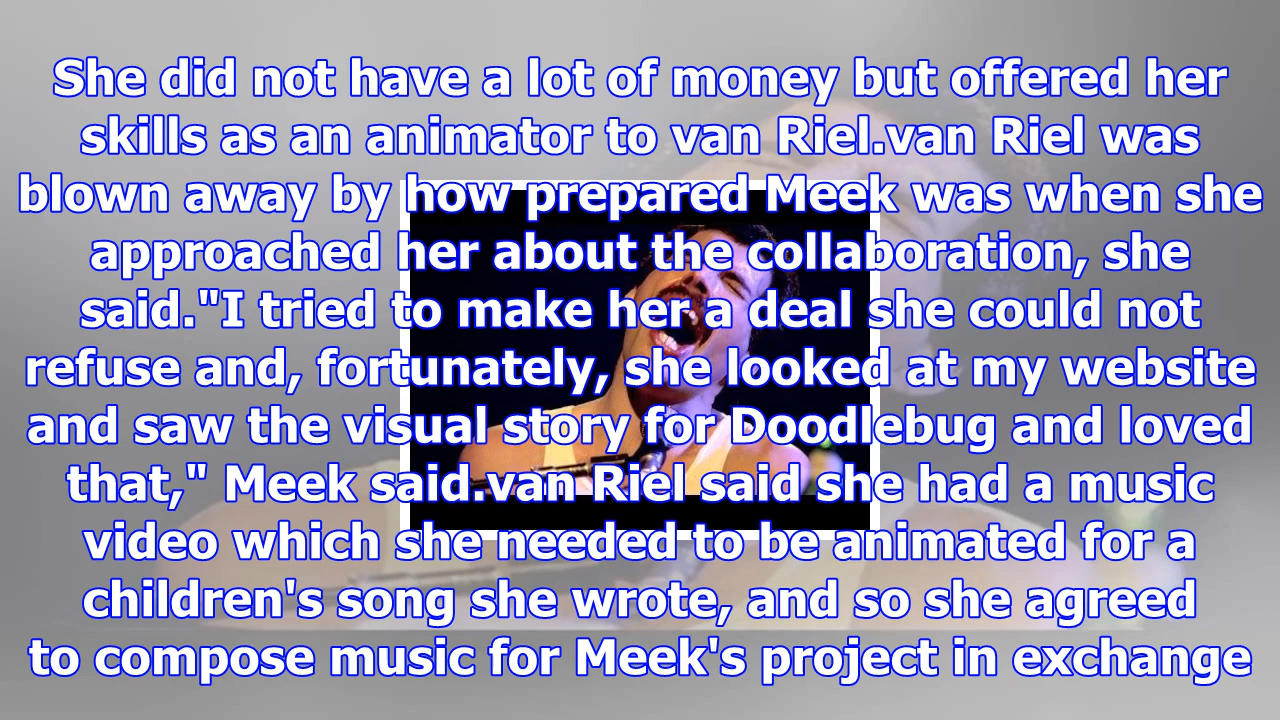 She did not have a lot of money but offered her
skills as an animator to van Riel.van Riel was
blown away by how prepared Meek was when she
approached her about the collaboration, she
said."I tried to make her a deal she could not
refuse and, fortunately, she looked at my website
and saw the visual story for Doodlebug and loved
that," Meek said.van Riel said she had a music
video which she needed to be animated for a
children's song she wrote, and so she agreed
to compose music for Meek's project in exchange